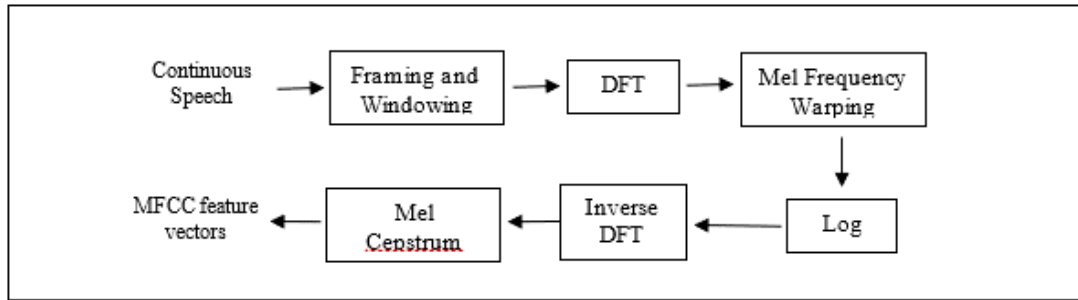 Continuous
Speech
Framing and
Windowing
DFT
Mel Frequency
Warping
Log
Inverse
DFT
Mel
Cepstrum
MFCC feature
vectors